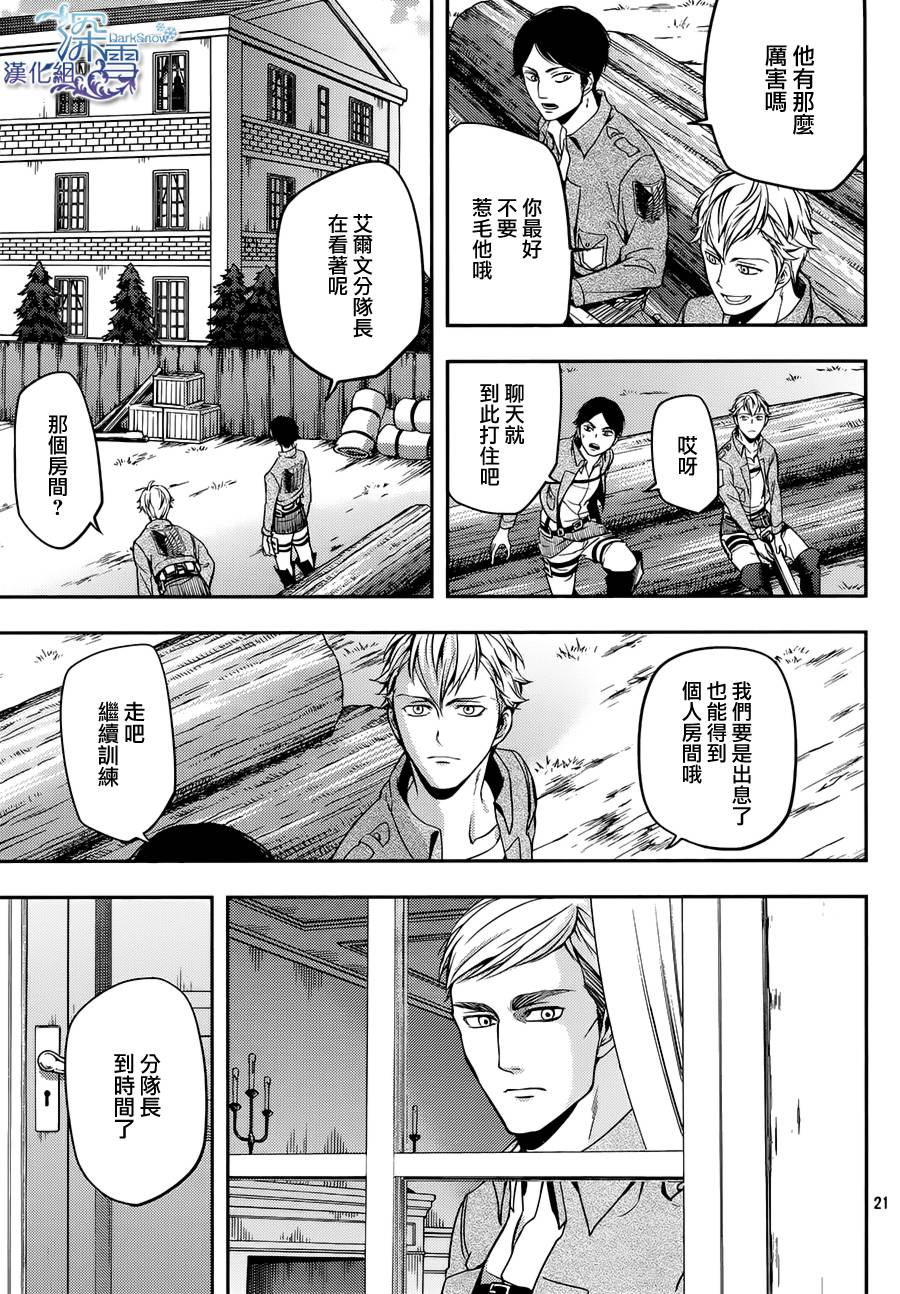 他有那麼
厲害嗎
你最好
不要
惹毛他哦
哎呀
聊天就
到此打住吧
深雪
DarkSnow
漢化組
艾爾文分隊長
在看著呢
那個房間?
我們要是出息了
也能得到
個人房間哦
走吧
繼續訓練
分隊長
到時間了
21